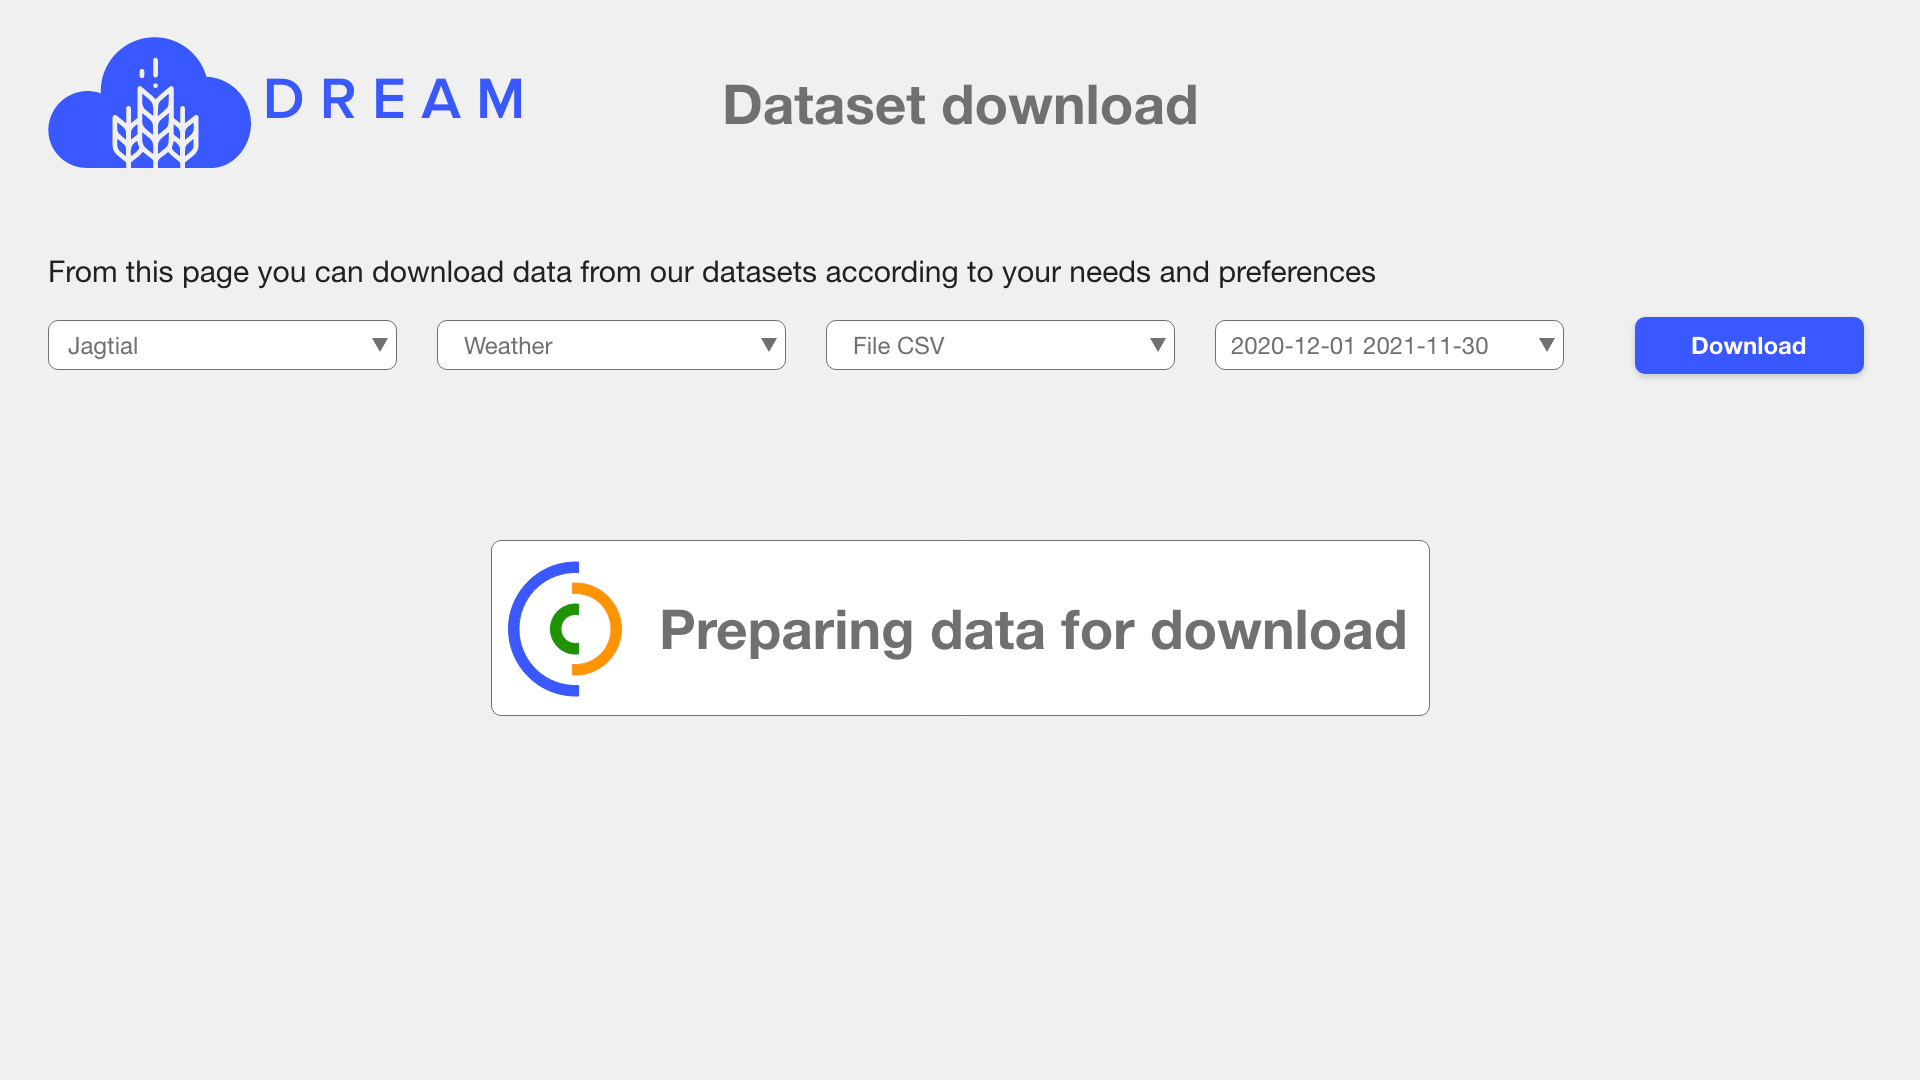 DREAM
Dataset download
From this page you can download data from our datasets according to your needs and preferences
Jagtial
Weather
File CSV
2020-12-01 2021-11-30
Download
Preparing data for download